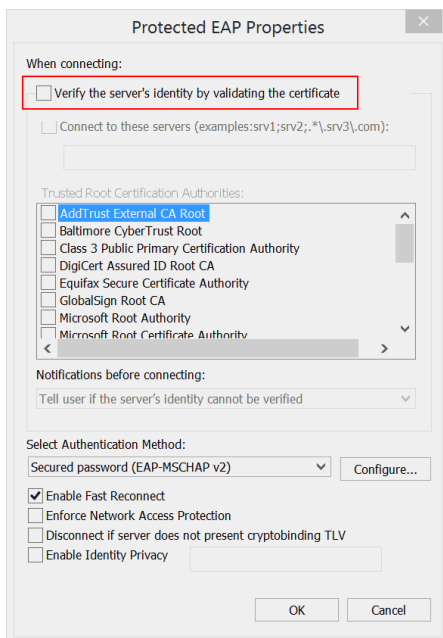 Protected EAP Properties
When connecting:
Verify the server's identity by validating the certificate
Connect to these servers (examples:srv1;srv2;.*\.srv3\.com):
Trusted Root Certification Authorities:
AddTrust External CA Root
Baltimore CyberTrust Root
Class 3 Public Primary Certification Authority
DigiCert Assured ID Root CA
Equifax Secure Certificate Authority
GlobalSign Root CA
Microsoft Root Authority
Microsoft Root Certificate Authority
Notifications before connecting:
Tell user if the server's identity cannot be verified
Select Authentication Method:
Secured password (EAP-MSCHAP v2)
Configure...
Enable Fast Reconnect
Enforce Network Access Protection
Disconnect if server does not present cryptobinding TLV
Enable Identity Privacy
OK
Cancel